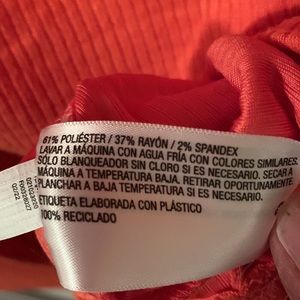 61% POLIÉSTER / 37% RAYÓN / 2% SPANDEX
LAVAR A MÁQUINA CON AGUA FRÍA CON COLORES SIMILARES.
SÓLO BLANQUEADOR SIN CLORO SI ES NECESARIO. SECAR A
MÁQUINA A TEMPERATURA BAJA. RETIRAR OPORTUNAMENTE.
PLANCHAR A BAJA TEMPERATURA SI ES NECESARIO.
ETIQUETA ELABORADA CON PLÁSTICO
100% RECICLADO
02/22